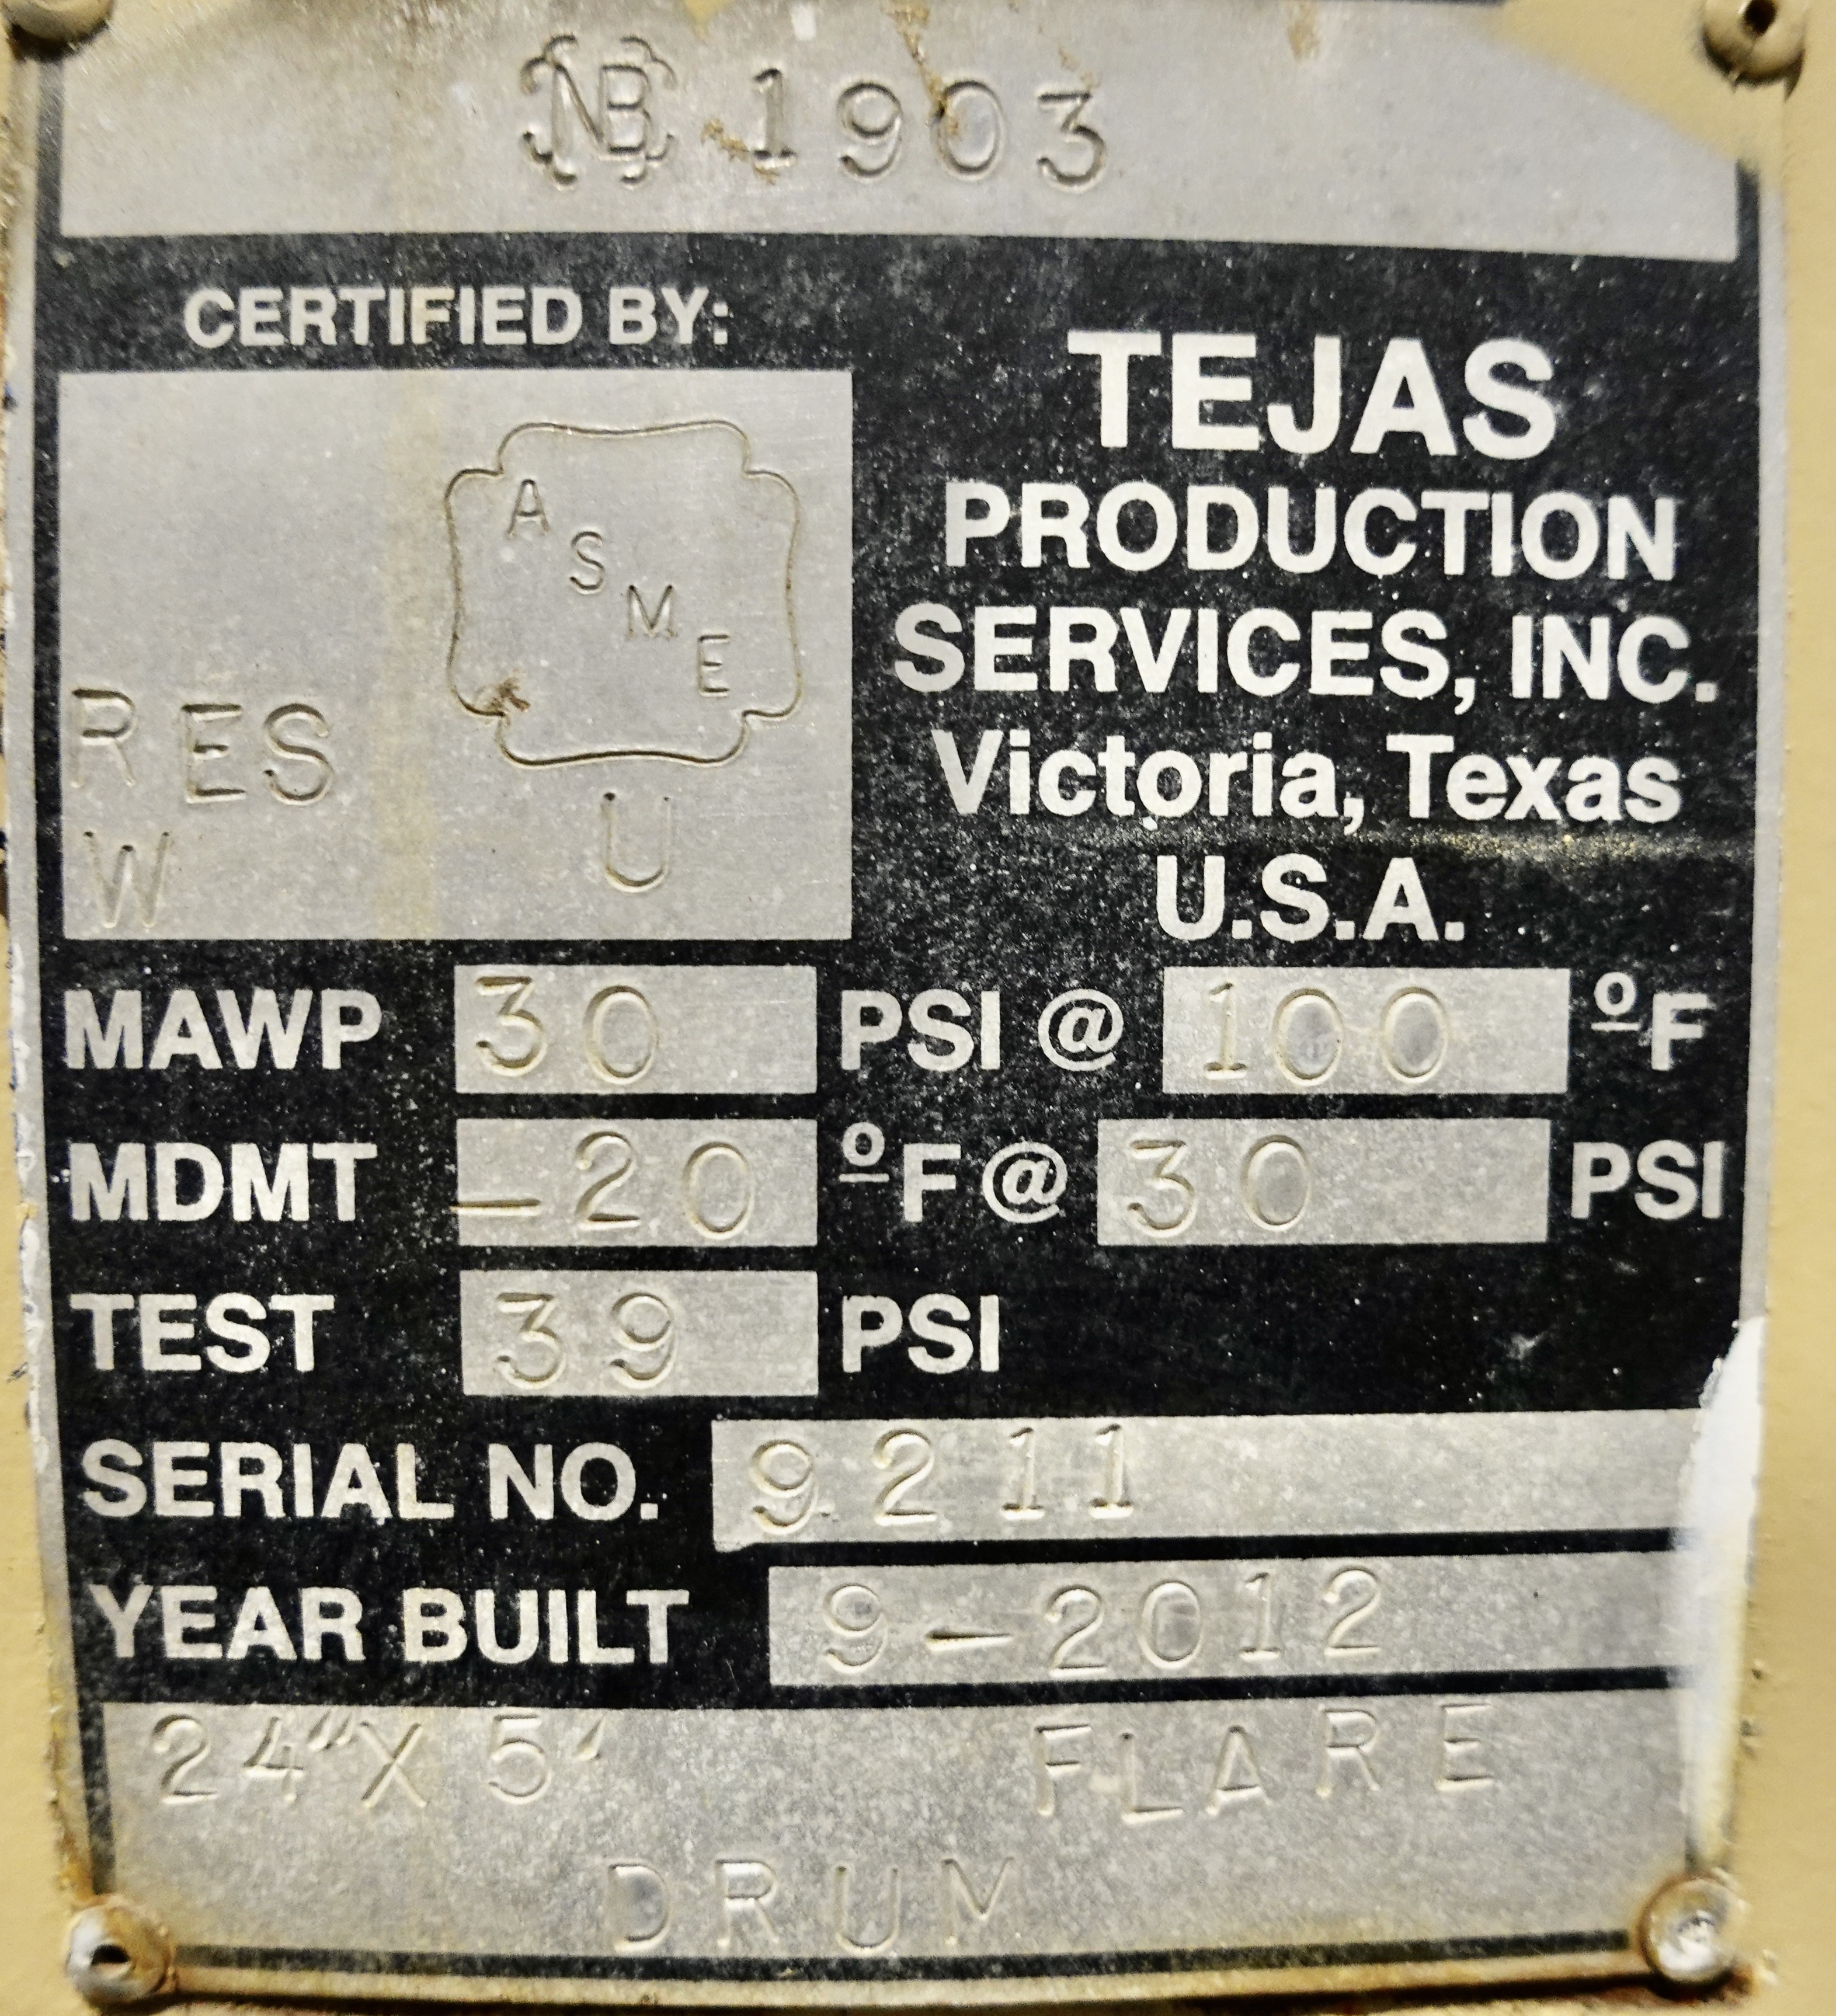 NB 1903
CERTIFIED BY:
TEJAS
PRODUCTION
SERVICES, INC.
Victoria, Texas
U.S.A.
A S M E
RES
W
U
MAWP 30 PSI @ 100 ºF
MDMT -20 ºF @ 30 PSI
TEST 39 PSI
SERIAL NO. 9211
YEAR BUILT 9-2012
24"X 5' FLARE
DRUM